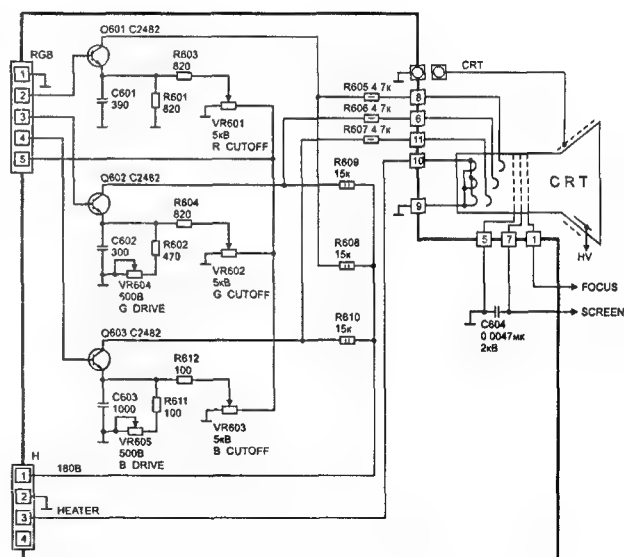 Q601 C2482
RGB
1
2
3
4
5
R603
820
C601
390
R601
820
VR601
5кВ
R CUTOFF
CRT
R605 4 7к
R606 4 7к
R607 4 7к
8
6
11
10
9
CRT
Q602 C2482
R609
15к
R604
820
C602
300
R602
470
VR604
500В
G DRIVE
VR602
5кВ
G CUTOFF
R608
15к
5
7
1
HV
FOCUS
SCREEN
C604
0 0047мк
2кВ
Q603 C2482
R610
15к
R612
100
C603
1000
R611
100
VR605
500В
B DRIVE
VR603
5кВ
B CUTOFF
H
1
2
3
4
180В
HEATER